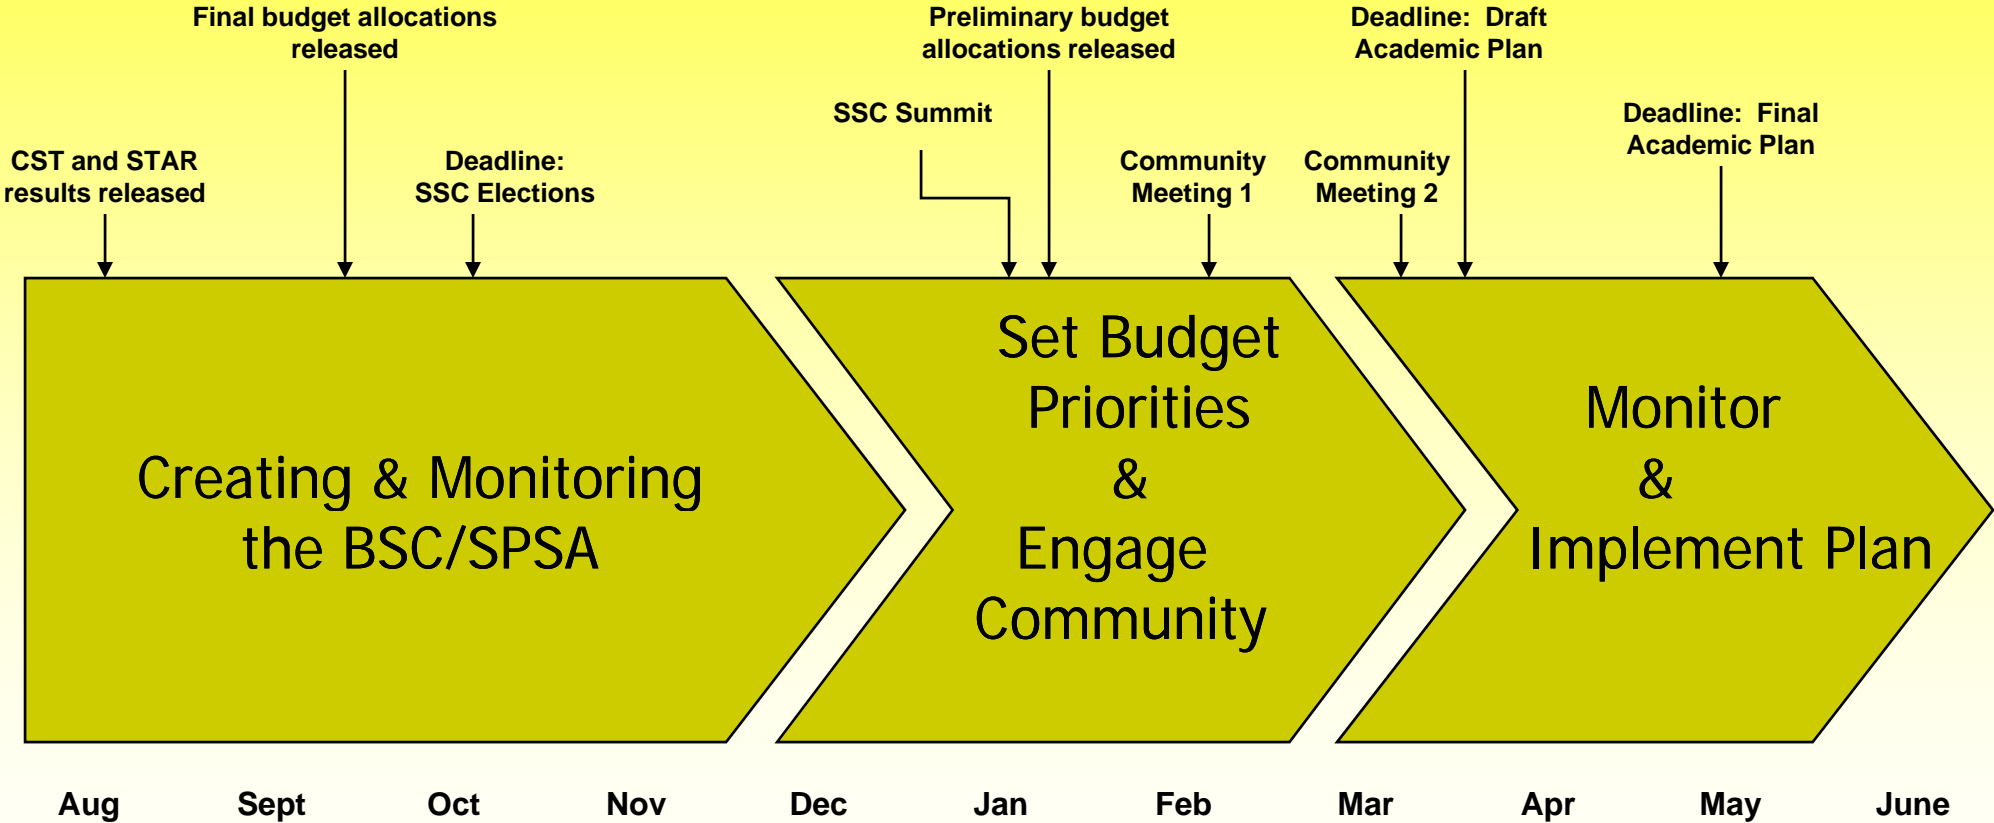 Final budget allocations
released
Preliminary budget
allocations released
Deadline:  Draft
Academic Plan
SSC Summit
Deadline:  Final
Academic Plan
CST and STAR
results released
Deadline:
SSC Elections
Community
Meeting 1
Community
Meeting 2
Creating & Monitoring
the BSC/SPSA
Set Budget
Priorities
&
Engage
Community
Monitor
&
Implement Plan
Aug
Sept
Oct
Nov
Dec
Jan
Feb
Mar
Apr
May
June